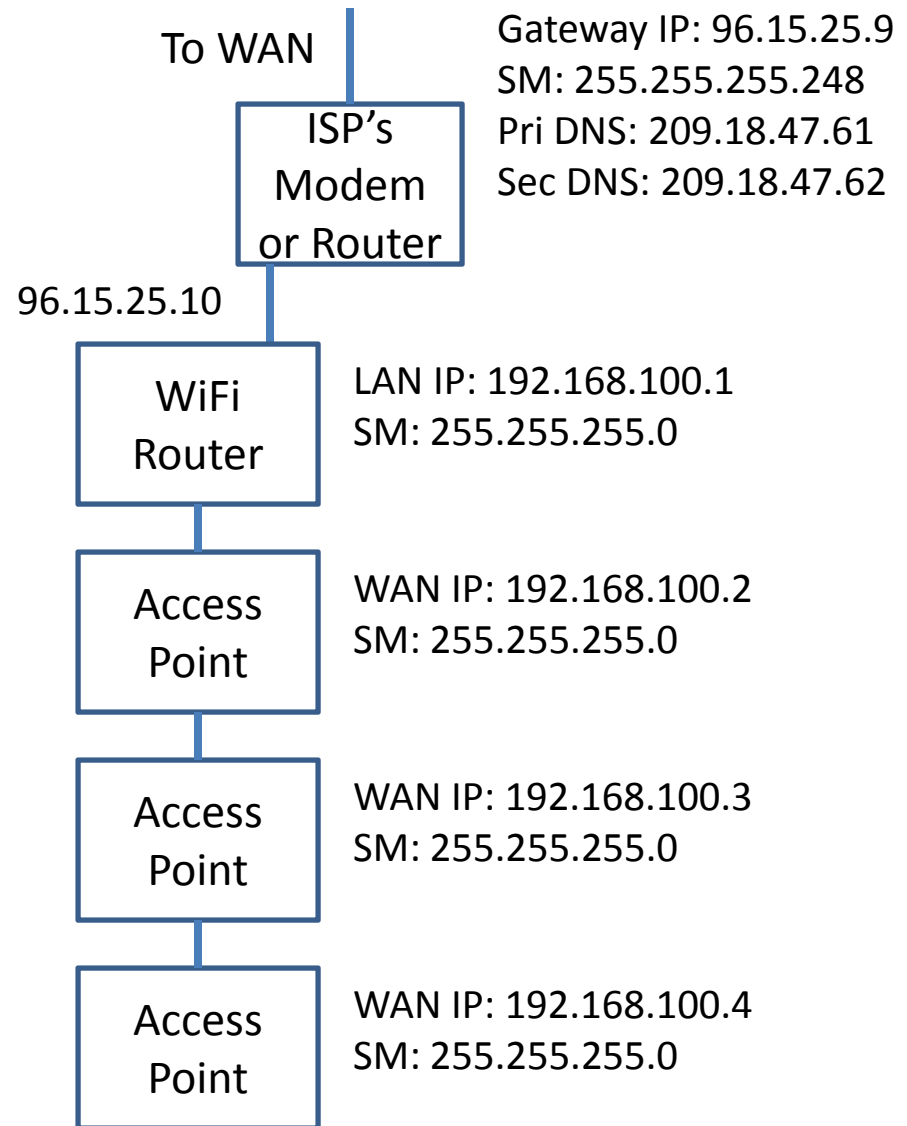 To WAN
Gateway IP: 96.15.25.9
SM: 255.255.255.248
Pri DNS: 209.18.47.61
Sec DNS: 209.18.47.62
ISP’s
Modem
or Router
96.15.25.10
WiFi
Router
LAN IP: 192.168.100.1
SM: 255.255.255.0
Access
Point
WAN IP: 192.168.100.2
SM: 255.255.255.0
Access
Point
WAN IP: 192.168.100.3
SM: 255.255.255.0
Access
Point
WAN IP: 192.168.100.4
SM: 255.255.255.0